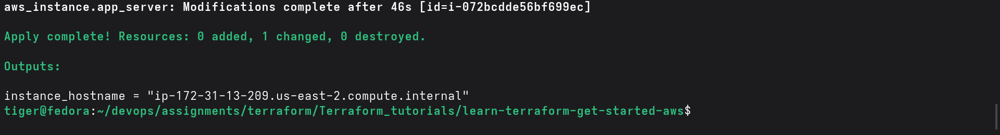 aws_instance.app_server: Modifications complete after 46s [id=i-072bcdde56bf699ec]
Apply complete! Resources: 0 added, 1 changed, 0 destroyed.
Outputs:
instance_hostname = "ip-172-31-13-209.us-east-2.compute.internal"
tiger@fedora:~/devops/assignments/terraform/Terraform_tutorials/learn-terraform-get-started-aws$